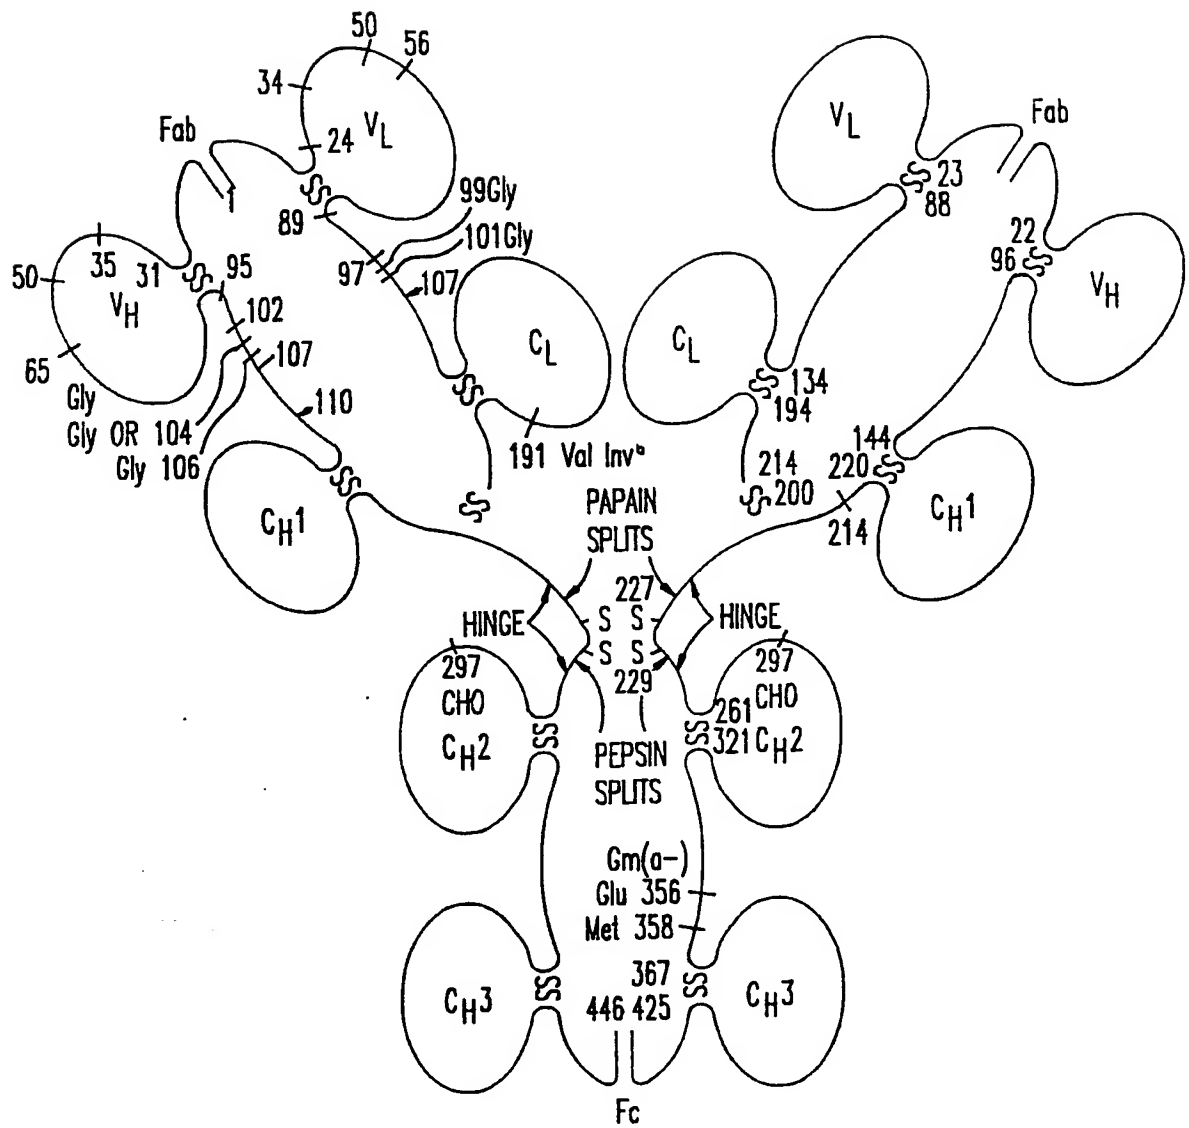 50
56
34
V_L
24
Fab
1
89
99Gly
101Gly
97
107
C_L
191 Val Inv°
50
35
31
95
V_H
102
107
65
110
Gly
Gly OR 104
Gly 106
C_H1
V_L
Fab
23
88
22
96
V_H
C_L
134
194
214
200
144
220
214
C_H1
PAPAIN
SPLITS
227
HINGE
S S
HINGE
S S
229
297
CHO
C_H2
297
CHO
261
321
C_H2
PEPSIN
SPLITS
Gm(a-)
Glu 356
Met 358
367
446 425
C_H3
C_H3
Fc